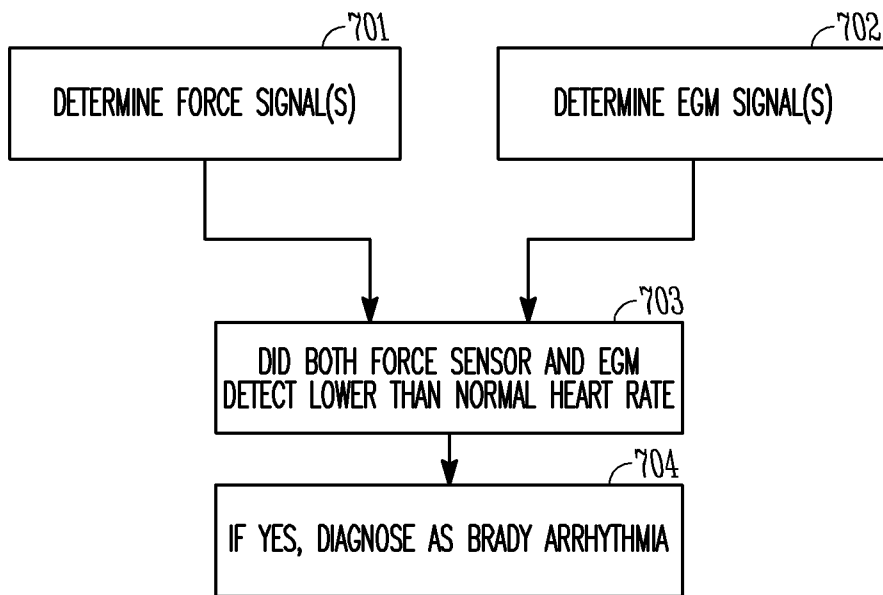 701
DETERMINE FORCE SIGNAL(S)
702
DETERMINE EGM SIGNAL(S)
703
DID BOTH FORCE SENSOR AND EGM
DETECT LOWER THAN NORMAL HEART RATE
704
IF YES, DIAGNOSE AS BRADY ARRHYTHMIA